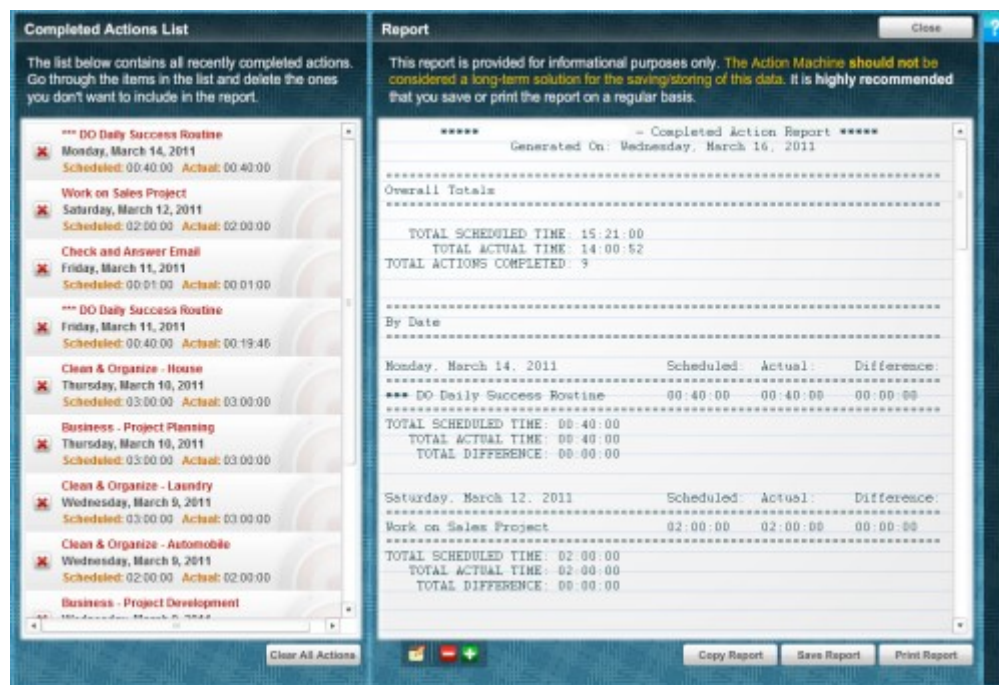 Completed Actions List
The list below contains all recently completed actions.
Go through the items in the list and delete the ones
you don't want to include in the report.
*** DO Daily Success Routine
Monday, March 14, 2011
Scheduled: 00:40:00 Actual: 00:40:00
Work on Sales Project
Saturday, March 12, 2011
Scheduled: 02:00:00 Actual: 02:00:00
Check and Answer Email
Friday, March 11, 2011
Scheduled: 00:01:00 Actual: 00:01:00
*** DO Daily Success Routine
Friday, March 11, 2011
Scheduled: 00:40:00 Actual: 00:19:46
Clean & Organize - House
Thursday, March 10, 2011
Scheduled: 03:00:00 Actual: 03:00:00
Business - Project Planning
Thursday, March 10, 2011
Scheduled: 03:00:00 Actual: 03:00:00
Clean & Organize - Laundry
Wednesday, March 9, 2011
Scheduled: 03:00:00 Actual: 03:00:00
Clean & Organize - Automobile
Wednesday, March 9, 2011
Scheduled: 02:00:00 Actual: 02:00:00
Business - Project Development
Clear All Actions
Report
Close
?
This report is provided for informational purposes only. The Action Machine should not be
considered a long-term solution for the saving/storing of this data. It is highly recommended
that you save or print the report on a regular basis.
***** - Completed Action Report *****
Generated On: Wednesday, March 16, 2011
Overall Totals
TOTAL SCHEDULED TIME: 15:21:00
TOTAL ACTUAL TIME: 14:00:52
TOTAL ACTIONS COMPLETED: 9
By Date
Monday, March 14, 2011 Scheduled: Actual: Difference:
*** DO Daily Success Routine 00:40:00 00:40:00 00:00:00
TOTAL SCHEDULED TIME: 00:40:00
TOTAL ACTUAL TIME: 00:40:00
TOTAL DIFFERENCE: 00:00:00
Saturday, March 12, 2011 Scheduled: Actual: Difference:
Work on Sales Project 02:00:00 02:00:00 00:00:00
TOTAL SCHEDULED TIME: 02:00:00
TOTAL ACTUAL TIME: 02:00:00
TOTAL DIFFERENCE: 00:00:00
Copy Report
Save Report
Print Report